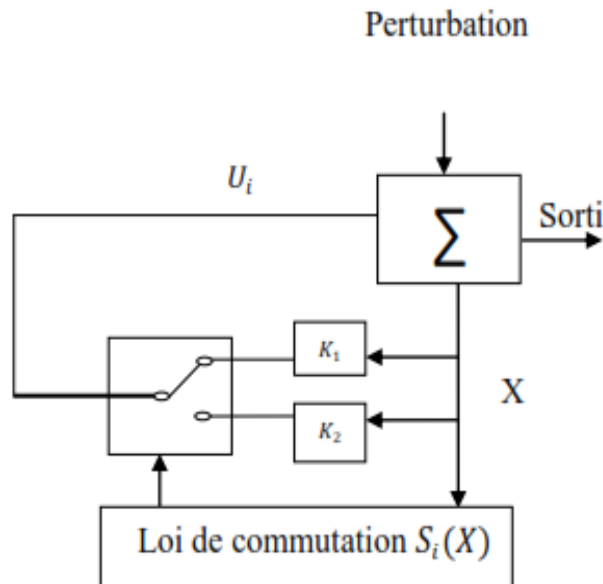 Perturbation
U_i
∑
Sorti
K_1
X
K_2
Loi de commutation S_i(X)